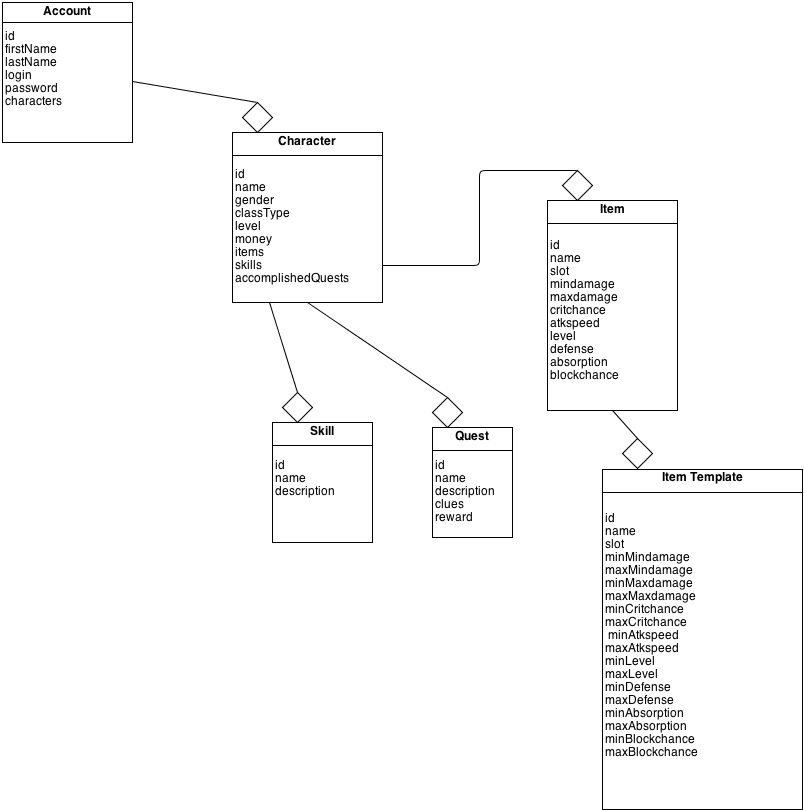 Account
id
firstName
lastName
login
password
characters
Character
id
name
gender
classType
level
money
items
skills
accomplishedQuests
Item
id
name
slot
mindamage
maxdamage
critchance
atkspeed
level
defense
absorption
blockchance
Skill
id
name
description
Quest
id
name
description
clues
reward
Item Template
id
name
slot
minMindamage
maxMindamage
minMaxdamage
maxMaxdamage
minCritchance
maxCritchance
minAtkspeed
maxAtkspeed
minLevel
maxLevel
minDefense
maxDefense
minAbsorption
maxAbsorption
minBlockchance
maxBlockchance